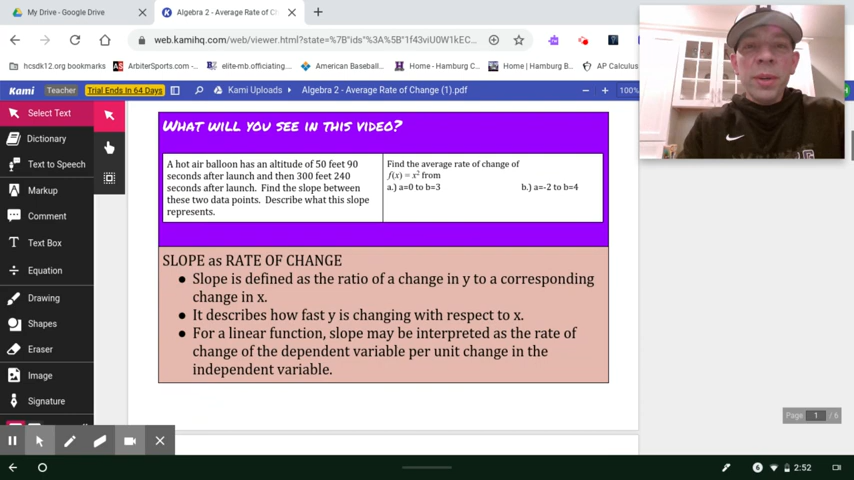 My Drive - Google Drive
Algebra 2 - Average Rate of Ch
web.kamihq.com/web/viewer.html?state=%7B"ids"%3A%5B"1f43viU0W1kEC...
hcsdk12.org bookmarks
ArbiterSports.com -...
elite-mb.officiating...
American Baseball...
Home - Hamburg C...
Home | Hamburg B...
AP Calculus
Kami
Teacher
Trial Ends In 64 Days
Kami Uploads
Algebra 2 - Average Rate of Change (1).pdf
100%
Select Text
Dictionary
Text to Speech
Markup
Comment
Text Box
Equation
Drawing
Shapes
Eraser
Image
Signature
WHAT WILL YOU SEE IN THIS VIDEO?
A hot air balloon has an altitude of 50 feet 90
seconds after launch and then 300 feet 240
seconds after launch. Find the slope between
these two data points. Describe what this slope
represents.
Find the average rate of change of
f(x) = x² from
a.) a=0 to b=3
b.) a=-2 to b=4
SLOPE as RATE OF CHANGE
● Slope is defined as the ratio of a change in y to a corresponding
change in x.
● It describes how fast y is changing with respect to x.
● For a linear function, slope may be interpreted as the rate of
change of the dependent variable per unit change in the
independent variable.
Page 1 / 6
6
2:52